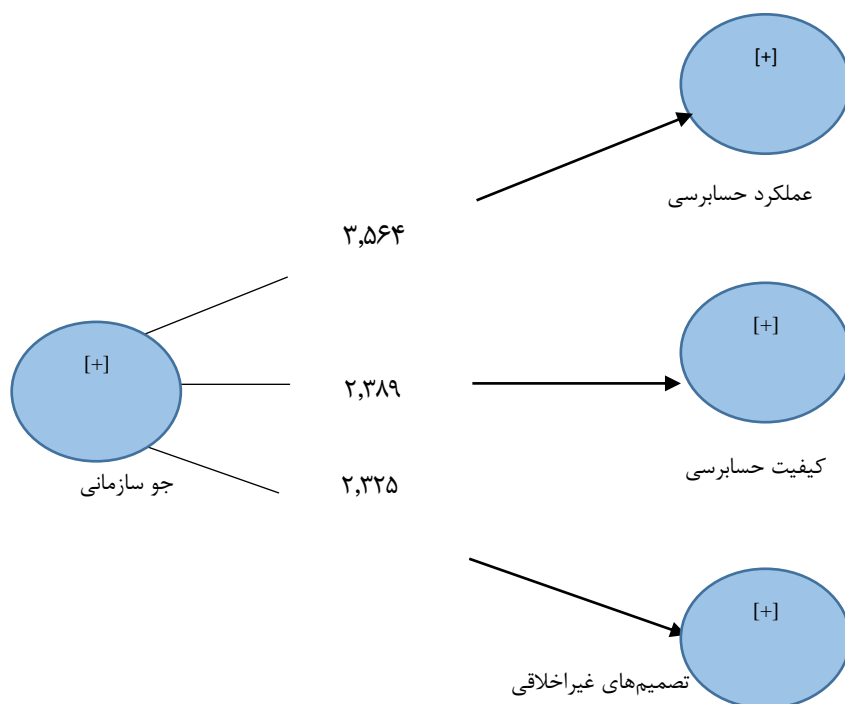 [+]
عملکرد حسابرسی
۳,۵۶۴
[+]
[+]
۲,۳۸۹
کیفیت حسابرسی
جو سازمانی
۲,۳۲۵
[+]
تصمیم‌های غیراخلاقی